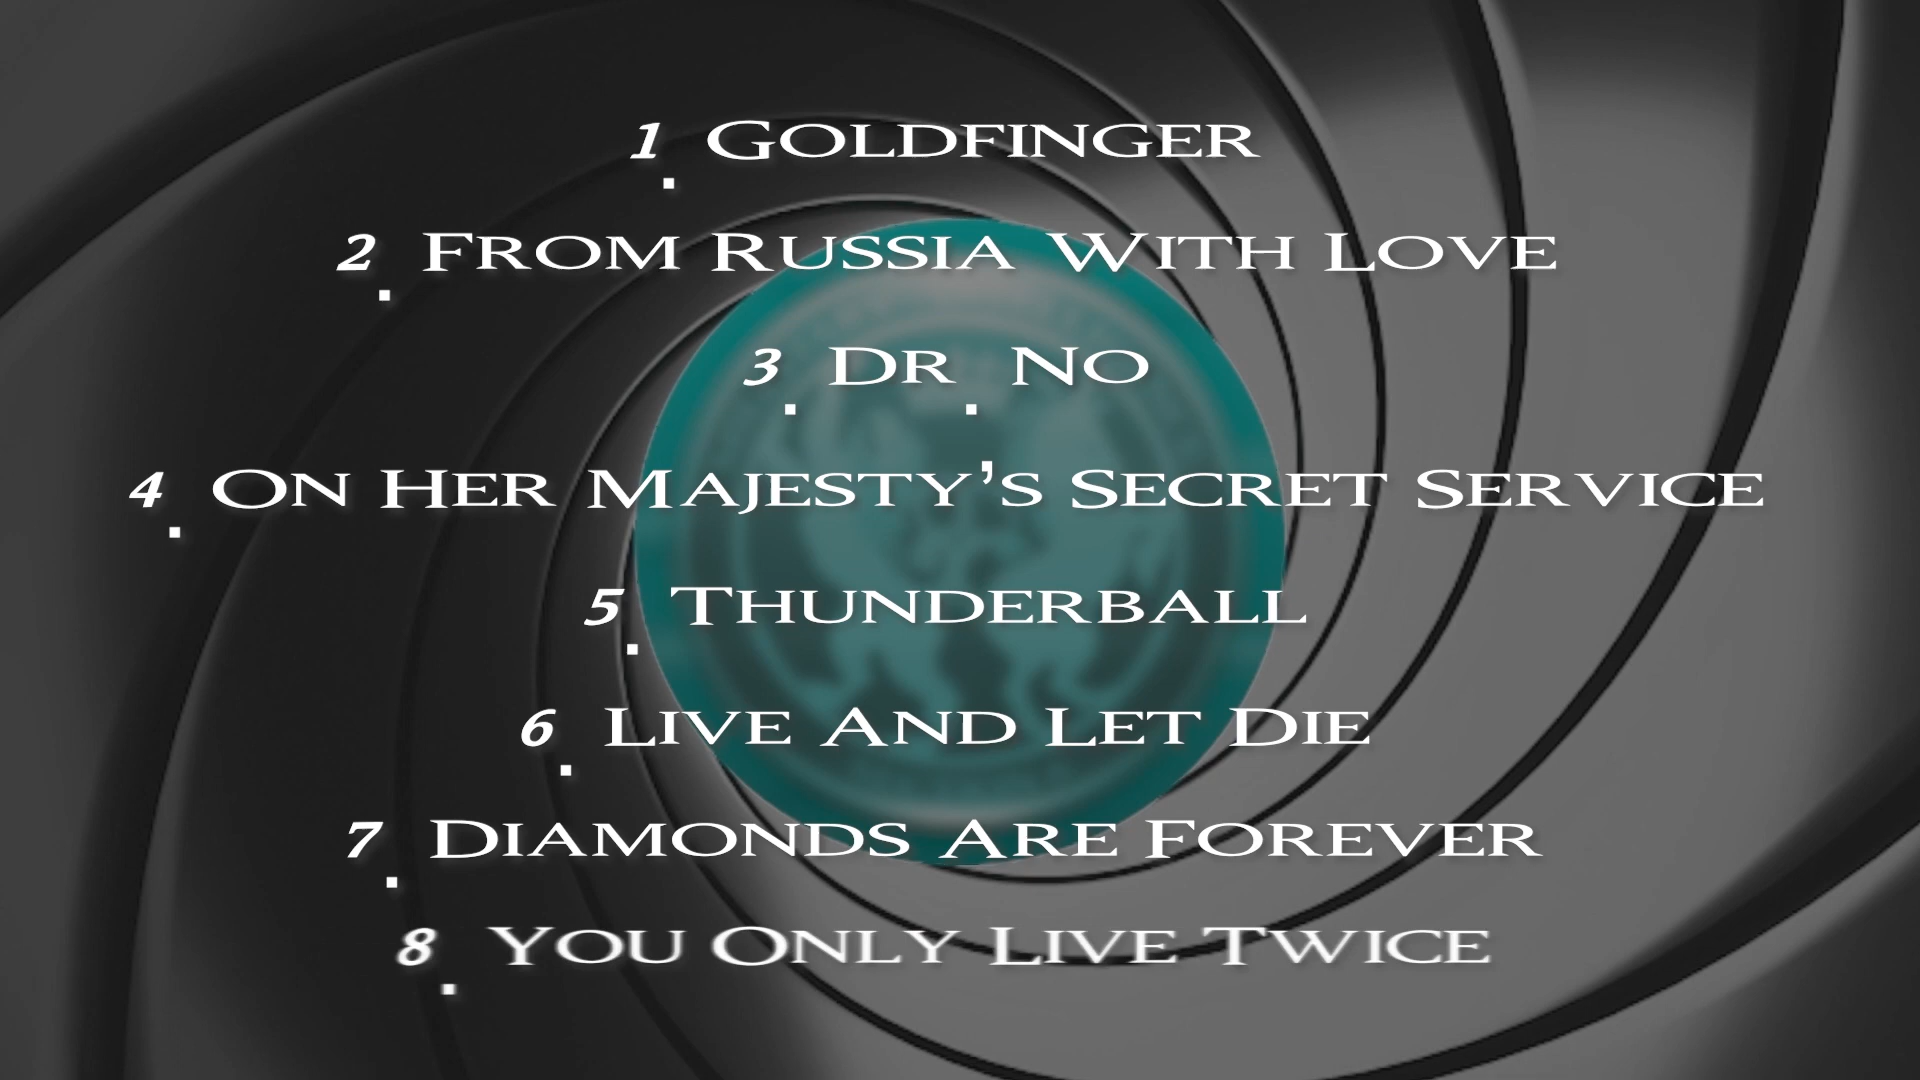 1. Goldfinger
2. From Russia With Love
3. Dr. No
4. On Her Majesty's Secret Service
5. Thunderball
6. Live And Let Die
7. Diamonds Are Forever
8. You Only Live Twice